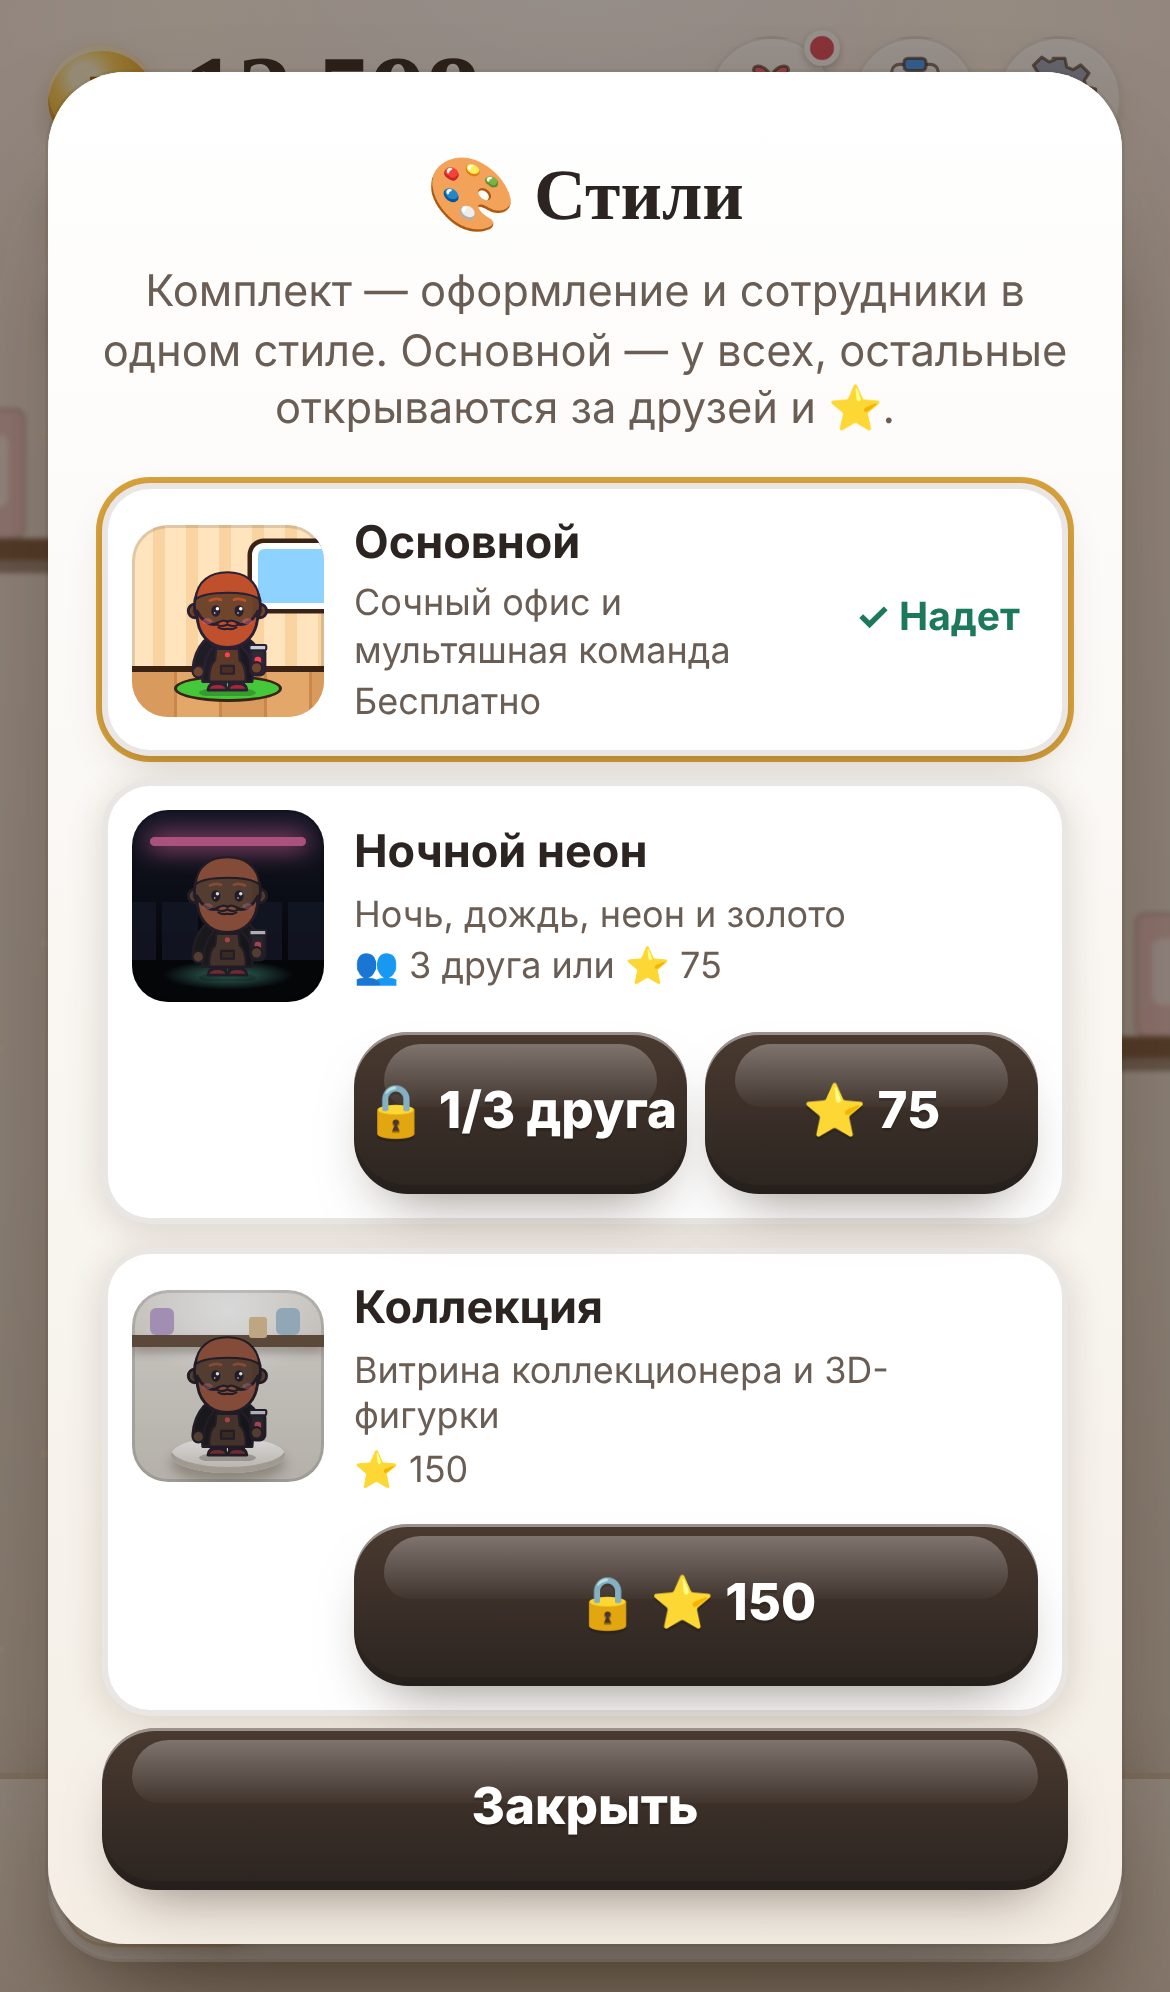 🎨 Стили
Комплект — оформление и сотрудники в
одном стиле. Основной — у всех, остальные
открываются за друзей и ⭐.
Основной
Сочный офис и
мультяшная команда
Бесплатно
✓ Надет
Ночной неон
Ночь, дождь, неон и золото
👥 3 друга или ⭐ 75
🔒 1/3 друга
⭐ 75
Коллекция
Витрина коллекционера и 3D-
фигурки
⭐ 150
🔒 ⭐ 150
Закрыть